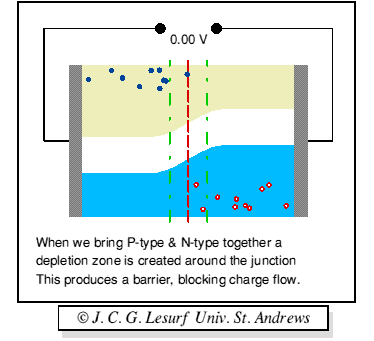 0.00 V
When we bring P-type & N-type together a
depletion zone is created around the junction
This produces a barrier, blocking charge flow.
© J. C. G. Lesurf Univ. St. Andrews